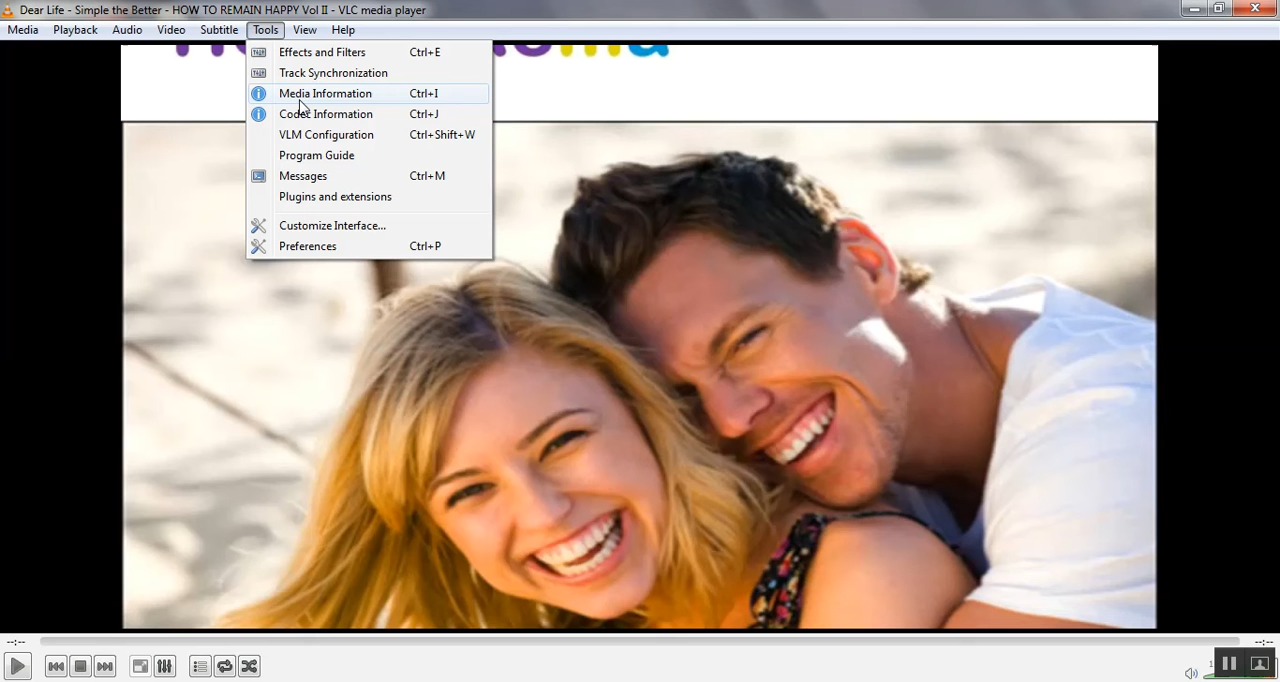 Dear Life - Simple the Better - HOW TO REMAIN HAPPY Vol II - VLC media player
Media Playback Audio Video Subtitle Tools View Help
Effects and Filters Ctrl+E
Track Synchronization
Media Information Ctrl+I
Codec Information Ctrl+J
VLM Configuration Ctrl+Shift+W
Program Guide
Messages Ctrl+M
Plugins and extensions
Customize Interface...
Preferences Ctrl+P
--:-- --:--